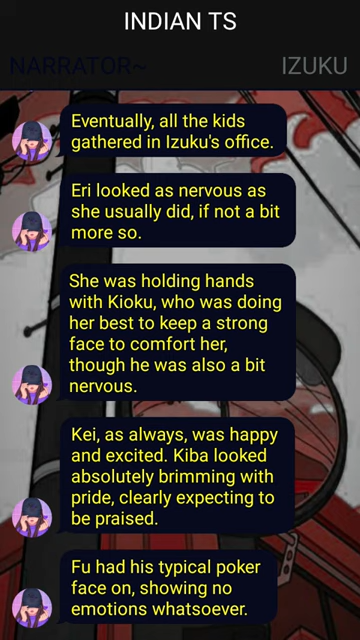 INDIAN TS
NARRATOR~
IZUKU
Eventually, all the kids
gathered in Izuku's office.
Eri looked as nervous as
she usually did, if not a bit
more so.
She was holding hands
with Kioku, who was doing
her best to keep a strong
face to comfort her,
though he was also a bit
nervous.
Kei, as always, was happy
and excited. Kiba looked
absolutely brimming with
pride, clearly expecting to
be praised.
Fu had his typical poker
face on, showing no
emotions whatsoever.